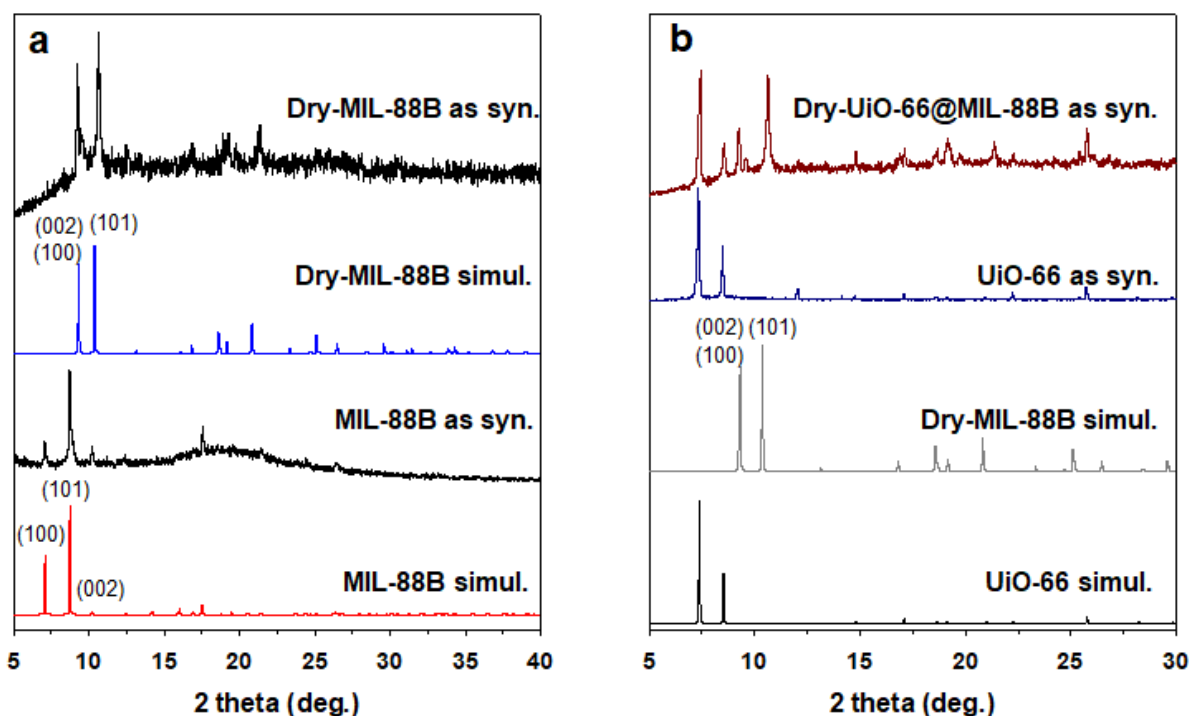 a
Dry-MIL-88B as syn.
(002)
(101)
(100)
Dry-MIL-88B simul.
MIL-88B as syn.
(101)
(100)
(002)
MIL-88B simul.
5 10 15 20 25 30 35 40
2 theta (deg.)
b
Dry-UiO-66@MIL-88B as syn.
UiO-66 as syn.
(002) (101)
(100)
Dry-MIL-88B simul.
UiO-66 simul.
5 10 15 20 25 30
2 theta (deg.)